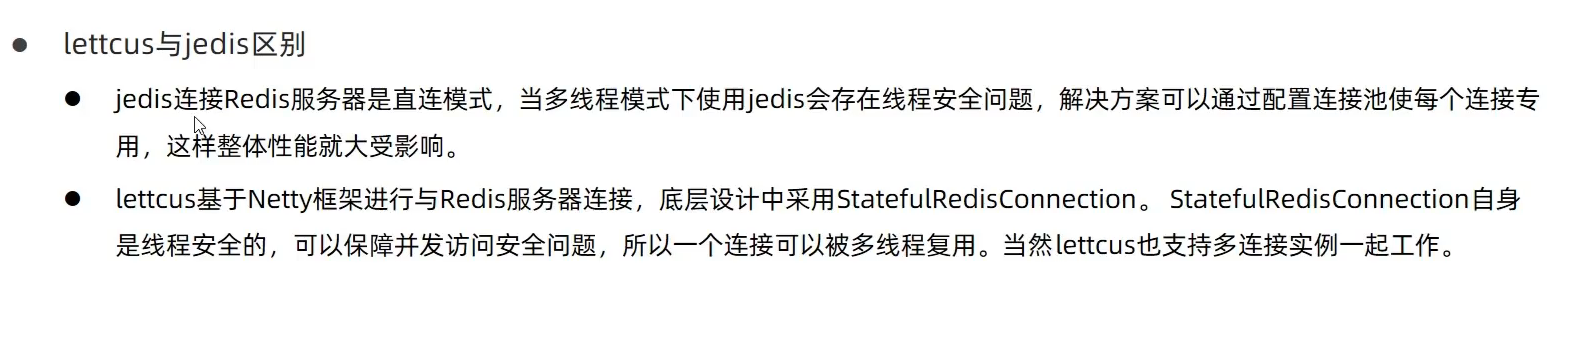 lettcus与jedis区别
jedis连接Redis服务器是直连模式，当多线程模式下使用jedis会存在线程安全问题，解决方案可以通过配置连接池使每个连接专
用，这样整体性能就大受影响。
lettcus基于Netty框架进行与Redis服务器连接，底层设计中采用StatefulRedisConnection。 StatefulRedisConnection自身
是线程安全的，可以保障并发访问安全问题，所以一个连接可以被多线程复用。当然lettcus也支持多连接实例一起工作。